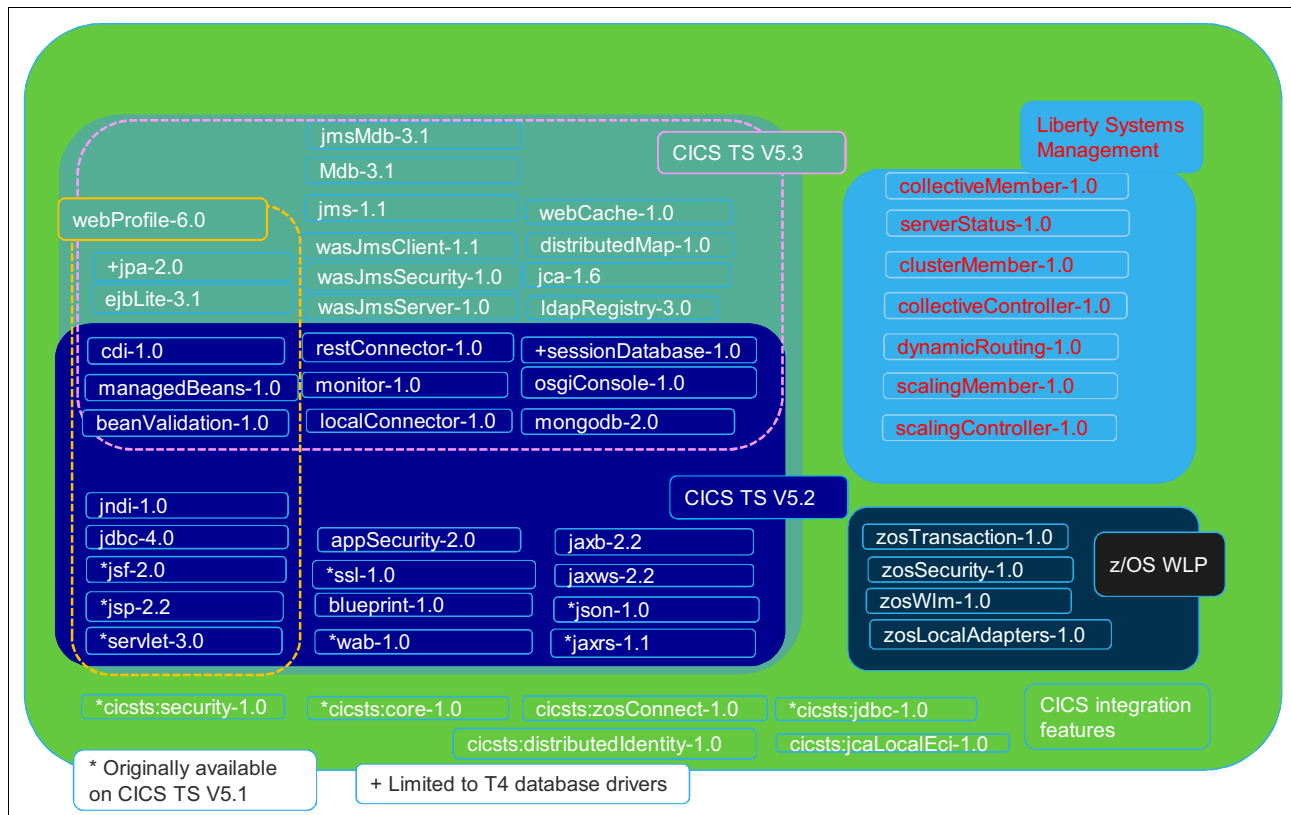 jmsMdb-3.1
CICS TS V5.3
Mdb-3.1
webProfile-6.0
jms-1.1
webCache-1.0
wasJmsClient-1.1
distributedMap-1.0
+jpa-2.0
wasJmsSecurity-1.0
jca-1.6
ejbLite-3.1
wasJmsServer-1.0
ldapRegistry-3.0
cdi-1.0
restConnector-1.0
+sessionDatabase-1.0
managedBeans-1.0
monitor-1.0
osgiConsole-1.0
beanValidation-1.0
localConnector-1.0
mongodb-2.0
CICS TS V5.2
jndi-1.0
jdbc-4.0
appSecurity-2.0
jaxb-2.2
*jsf-2.0
*ssl-1.0
jaxws-2.2
*jsp-2.2
blueprint-1.0
*json-1.0
*servlet-3.0
*wab-1.0
*jaxrs-1.1
Liberty Systems
Management
collectiveMember-1.0
serverStatus-1.0
clusterMember-1.0
collectiveController-1.0
dynamicRouting-1.0
scalingMember-1.0
scalingController-1.0
zosTransaction-1.0
zosSecurity-1.0
z/OS WLP
zosWlm-1.0
zosLocalAdapters-1.0
*cicsts:security-1.0
*cicsts:core-1.0
cicsts:zosConnect-1.0
*cicsts:jdbc-1.0
CICS integration
features
cicsts:distributedIdentity-1.0
cicsts:jcaLocalEci-1.0
* Originally available
on CICS TS V5.1
+ Limited to T4 database drivers